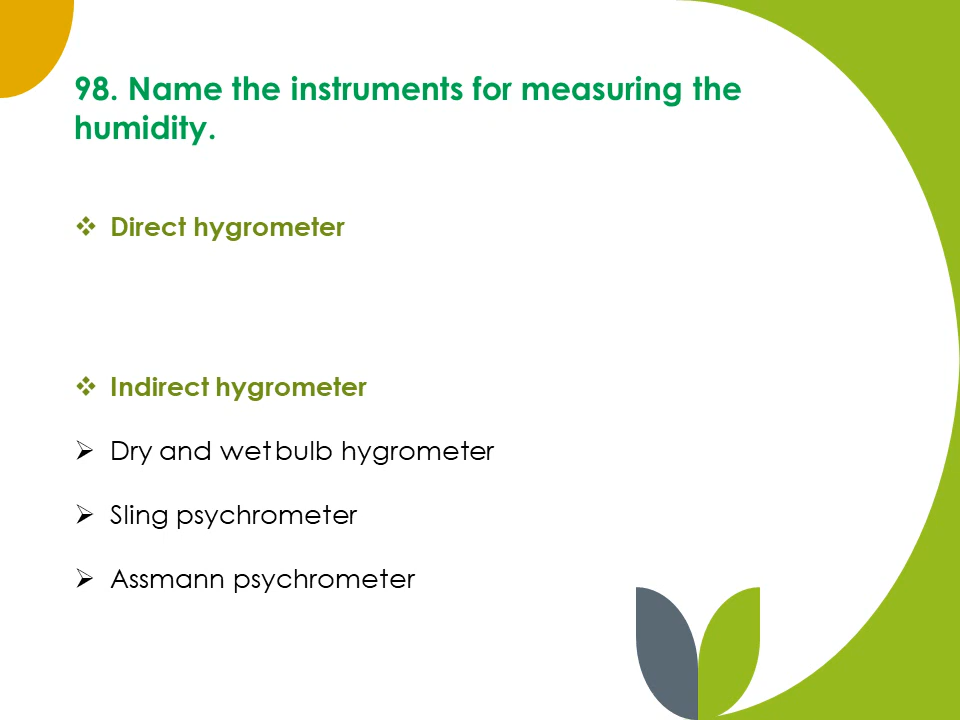 98. Name the instruments for measuring the
humidity.
❖ Direct hygrometer
❖ Indirect hygrometer
➢ Dry and wet bulb hygrometer
➢ Sling psychrometer
➢ Assmann psychrometer